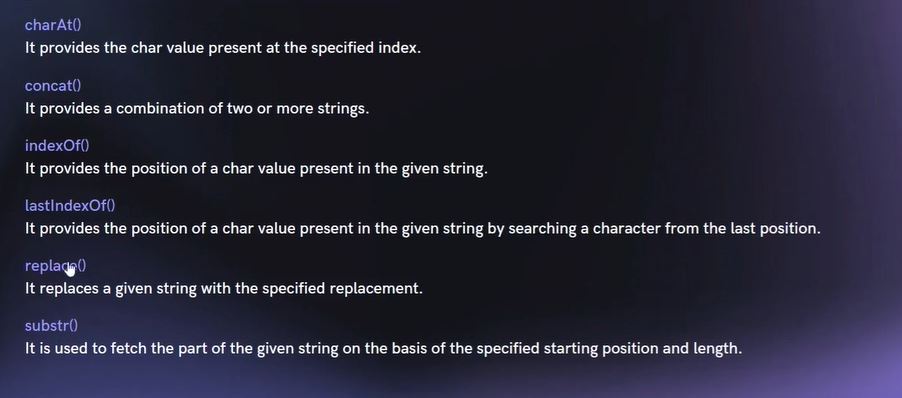 charAt()
It provides the char value present at the specified index.
concat()
It provides a combination of two or more strings.
indexOf()
It provides the position of a char value present in the given string.
lastIndexOf()
It provides the position of a char value present in the given string by searching a character from the last position.
replace()
It replaces a given string with the specified replacement.
substr()
It is used to fetch the part of the given string on the basis of the specified starting position and length.